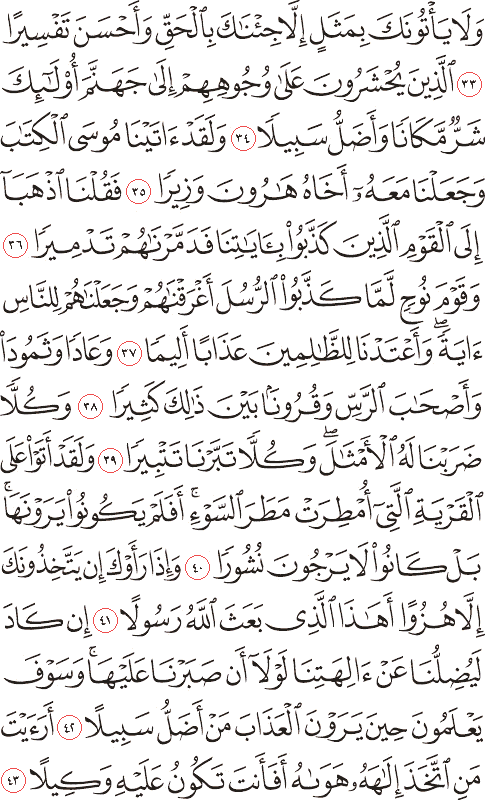 وَلَا يَأْتُونَكَ بِمَثَلٍ إِلَّا جِئْنَٰكَ بِٱلْحَقِّ وَأَحْسَنَ تَفْسِيرًا
٣٣ ٱلَّذِينَ يُحْشَرُونَ عَلَىٰ وُجُوهِهِمْ إِلَىٰ جَهَنَّمَ أُو۟لَٰٓئِكَ
شَرٌّ مَّكَانًا وَأَضَلُّ سَبِيلًا ٣٤ وَلَقَدْ ءَاتَيْنَا مُوسَى ٱلْكِتَٰبَ
وَجَعَلْنَا مَعَهُۥٓ أَخَاهُ هَٰرُونَ وَزِيرًا ٣٥ فَقُلْنَا ٱذْهَبَآ
إِلَى ٱلْقَوْمِ ٱلَّذِينَ كَذَّبُوا۟ بِـَٔايَٰتِنَا فَدَمَّرْنَٰهُمْ تَدْمِيرًا ٣٦
وَقَوْمَ نُوحٍ لَّمَّا كَذَّبُوا۟ ٱلرُّسُلَ أَغْرَقْنَٰهُمْ وَجَعَلْنَٰهُمْ لِلنَّاسِ
ءَايَةً ۖ وَأَعْتَدْنَا لِلظَّٰلِمِينَ عَذَابًا أَلِيمًا ٣٧ وَعَادًا وَثَمُودَا۟
وَأَصْحَٰبَ ٱلرَّسِّ وَقُرُونًۢا بَيْنَ ذَٰلِكَ كَثِيرًا ٣٨ وَكُلًّا
ضَرَبْنَا لَهُ ٱلْأَمْثَٰلَ ۖ وَكُلًّا تَبَّرْنَا تَتْبِيرًا ٣٩ وَلَقَدْ أَتَوْا۟ عَلَى
ٱلْقَرْيَةِ ٱلَّتِىٓ أُمْطِرَتْ مَطَرَ ٱلسَّوْءِ ۚ أَفَلَمْ يَكُونُوا۟ يَرَوْنَهَا ۚ
بَلْ كَانُوا۟ لَا يَرْجُونَ نُشُورًا ٤٠ وَإِذَا رَأَوْكَ إِن يَتَّخِذُونَكَ
إِلَّا هُزُوًا أَهَٰذَا ٱلَّذِى بَعَثَ ٱللَّهُ رَسُولًا ٤١ إِن كَادَ
لَيُضِلُّنَا عَنْ ءَالِهَتِنَا لَوْلَآ أَن صَبَرْنَا عَلَيْهَا ۚ وَسَوْفَ
يَعْلَمُونَ حِينَ يَرَوْنَ ٱلْعَذَابَ مَنْ أَضَلُّ سَبِيلًا ٤٢ أَرَءَيْتَ
مَنِ ٱتَّخَذَ إِلَٰهَهُۥ هَوَىٰهُ أَفَأَنتَ تَكُونُ عَلَيْهِ وَكِيلًا ٤٣